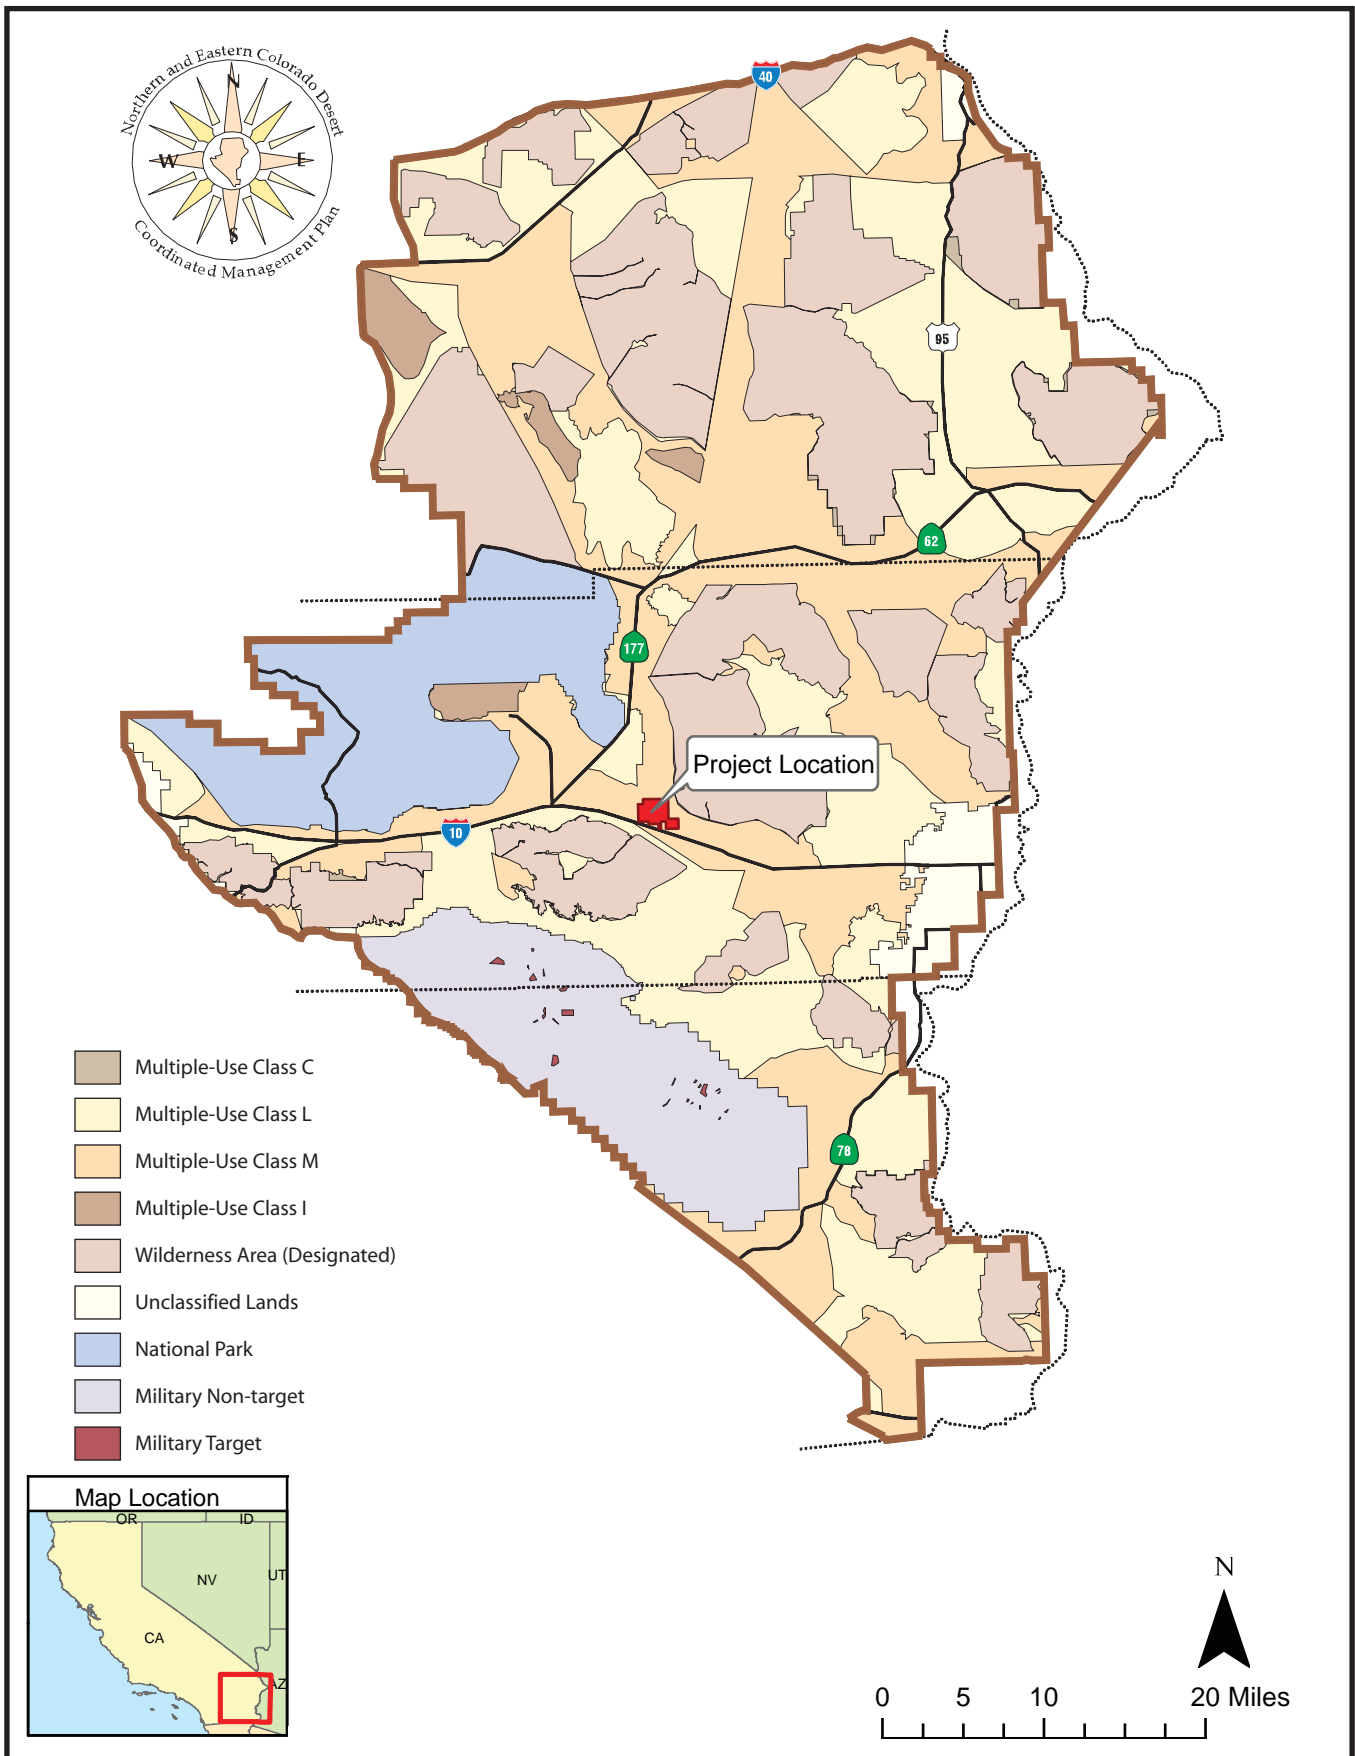 Northern and Eastern Colorado Desert
N
W
E
S
Coordinated Management Plan
40
95
62
177
Project Location
10
78
Multiple-Use Class C
Multiple-Use Class L
Multiple-Use Class M
Multiple-Use Class I
Wilderness Area (Designated)
Unclassified Lands
National Park
Military Non-target
Military Target
Map Location
OR
ID
NV
UT
CA
AZ
N
0 5 10 20 Miles